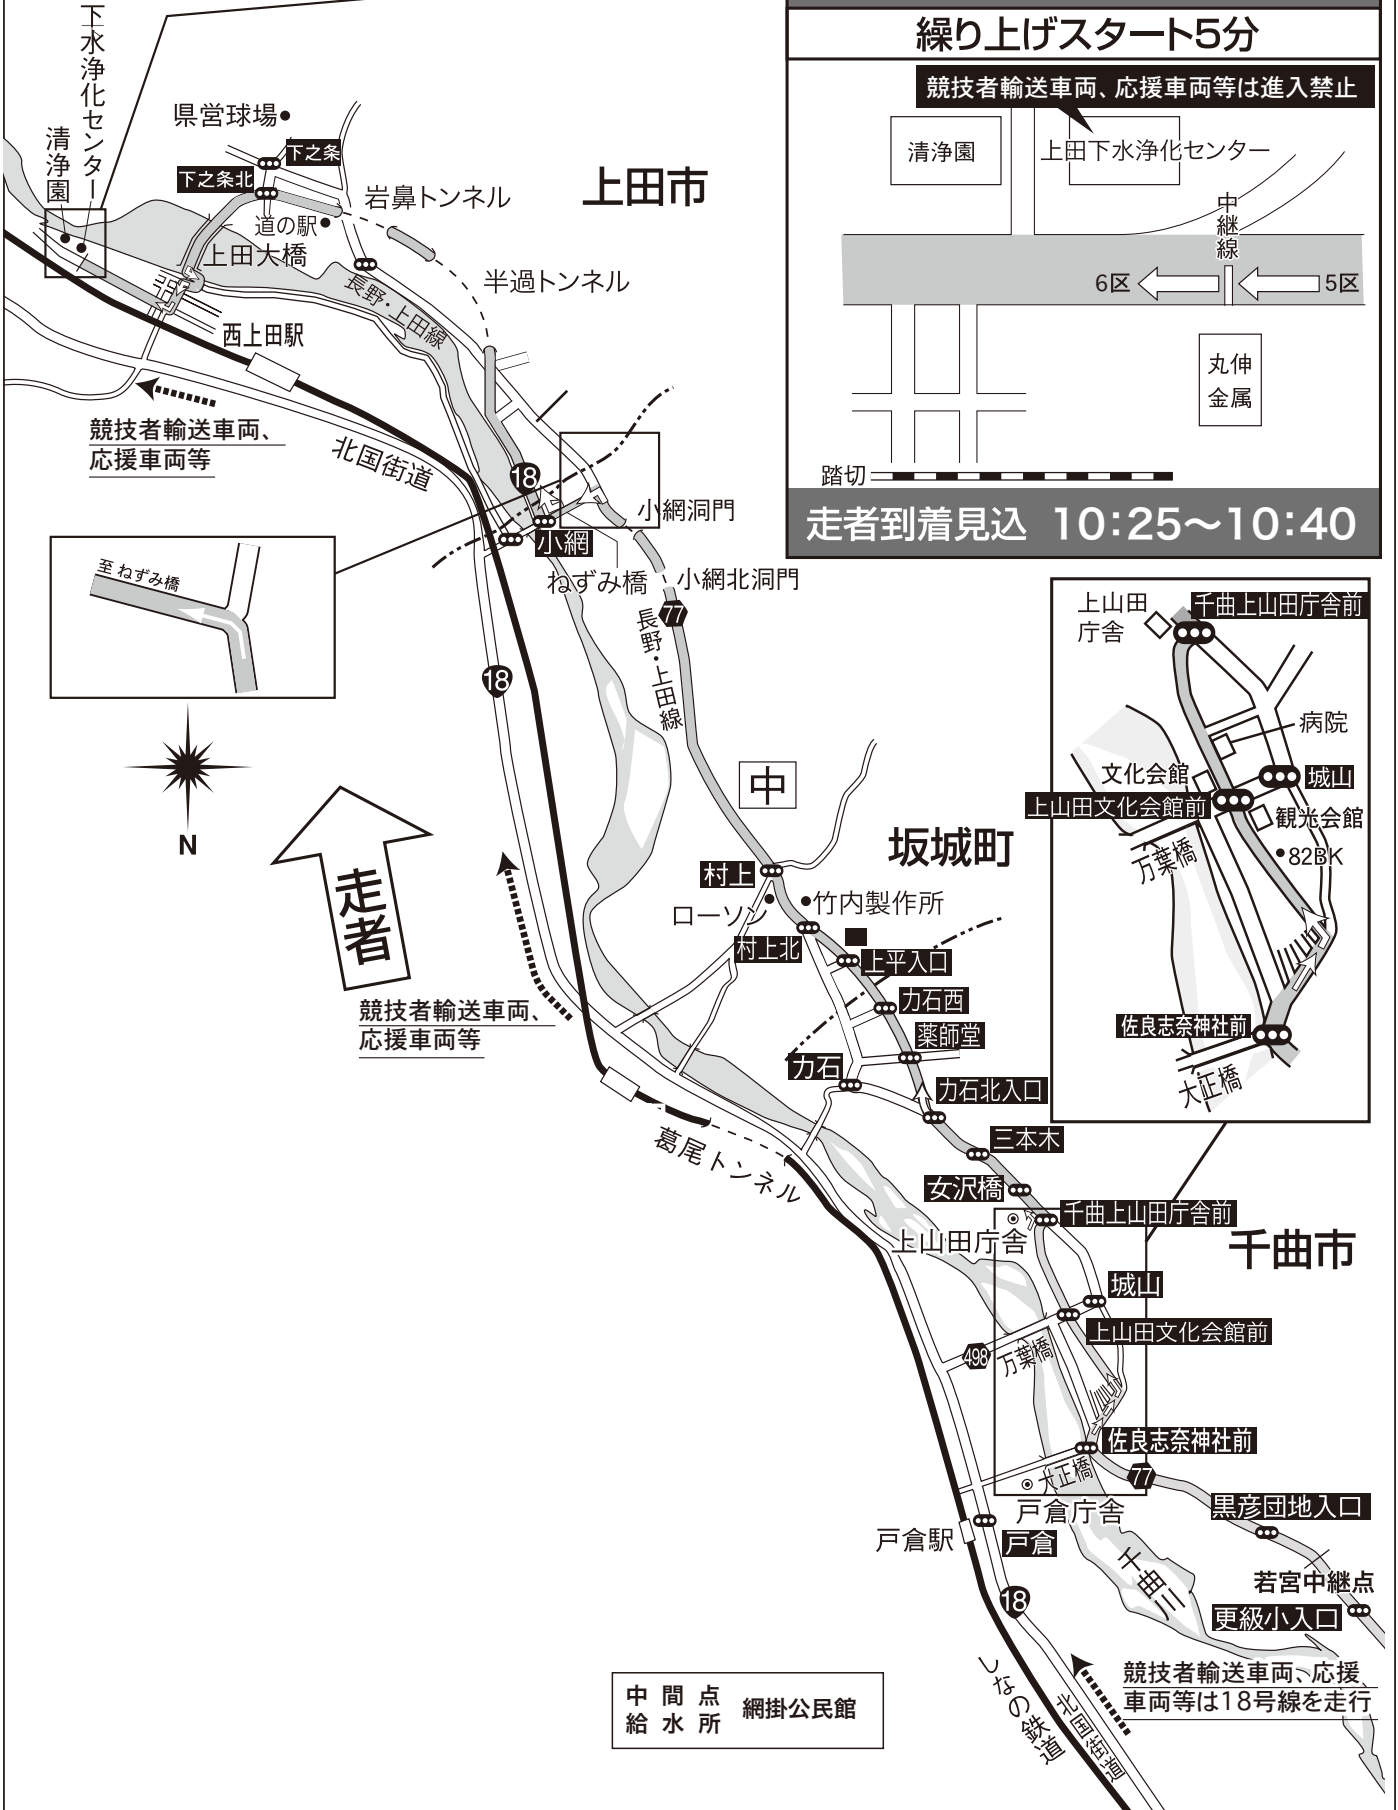 繰り上げスタート5分
競技者輸送車両、応援車両等は進入禁止
清浄園
上田下水浄化センター
中継線
6区
5区
丸伸
金属
踏切
走者到着見込 10:25〜10:40
下水浄化センター
清浄園
県営球場
下之条
下之条北
道の駅
岩鼻トンネル
上田市
上田大橋
半過トンネル
長野・上田線
西上田駅
競技者輸送車両、
応援車両等
北国街道
18
小網洞門
小網
ねずみ橋
小網北洞門
77
長野・上田線
至 ねずみ橋
18
N
走者
中
坂城町
村上
ローソン
竹内製作所
村上北
上平入口
力石西
薬師堂
力石
力石北入口
三本木
女沢橋
千曲上山田庁舎前
上山田庁舎
千曲市
城山
上山田文化会館前
498
万葉橋
佐良志奈神社前
大正橋
77
戸倉庁舎
黒彦団地入口
戸倉駅
戸倉
千曲川
若宮中継点
更級小入口
18
競技者輸送車両、
応援車両等
葛尾トンネル
上山田
庁舎
千曲上山田庁舎前
病院
文化会館
城山
上山田文化会館前
観光会館
万葉橋
82BK
佐良志奈神社前
大正橋
競技者輸送車両、応援
車両等は18号線を走行
しなの鉄道
北国街道
中間点
給水所
網掛公民館